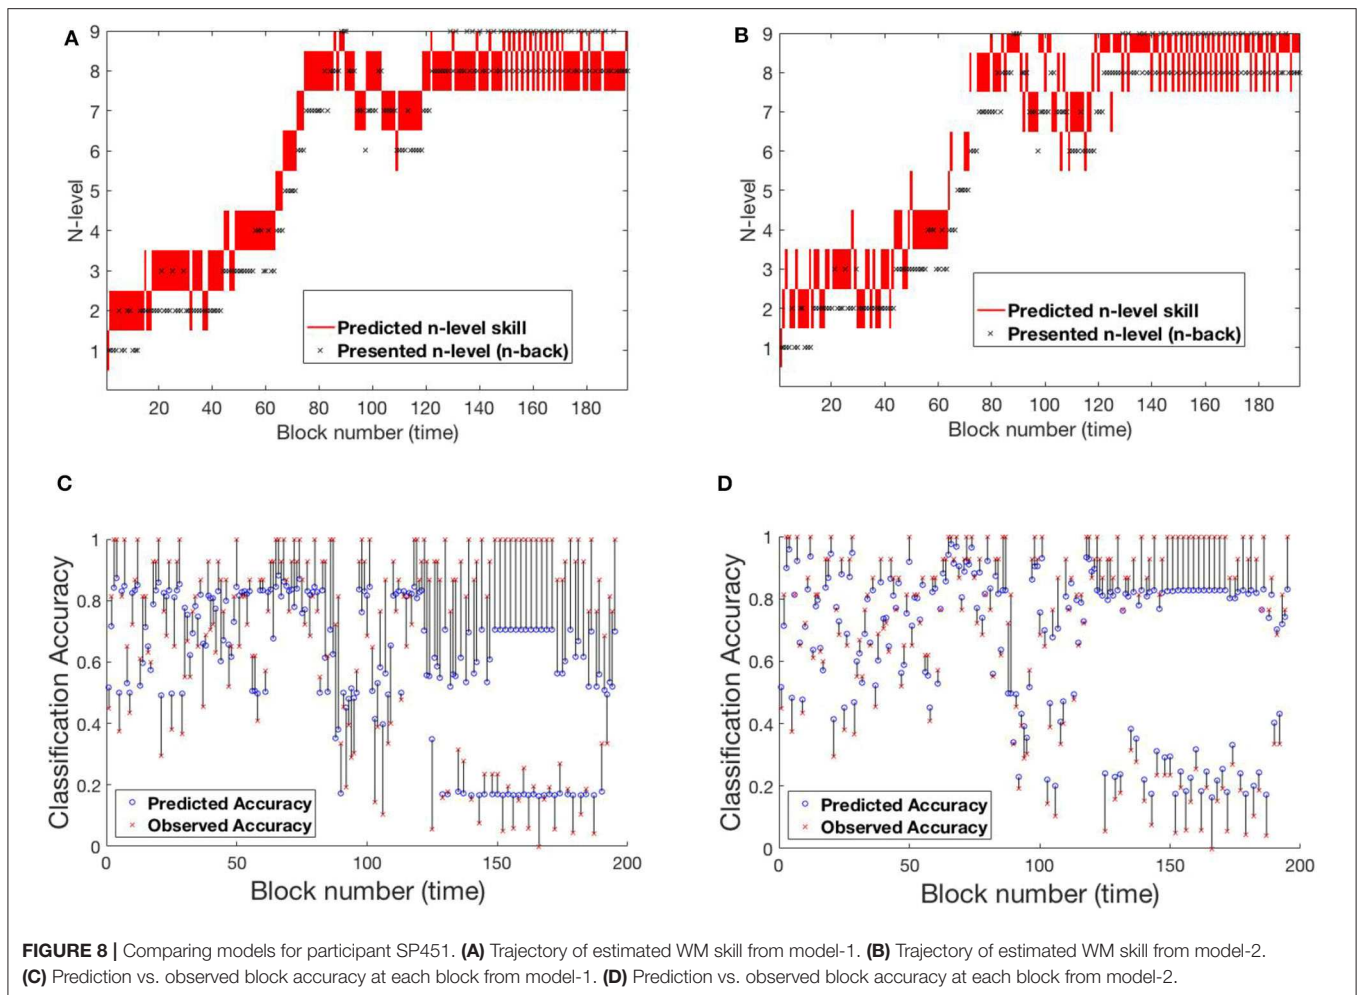 A
9
8
7
6
5
4
3
2
1
N-level
20 40 60 80 100 120 140 160 180
Block number (time)
Predicted n-level skill
Presented n-level (n-back)
B
9
8
7
6
5
4
3
2
1
N-level
20 40 60 80 100 120 140 160 180
Block number (time)
Predicted n-level skill
Presented n-level (n-back)
C
1
0.8
0.6
0.4
0.2
0
Classification Accuracy
0 50 100 150 200
Block number (time)
Predicted Accuracy
Observed Accuracy
D
1
0.8
0.6
0.4
0.2
0
Classification Accuracy
0 50 100 150 200
Block number (time)
Predicted Accuracy
Observed Accuracy
FIGURE 8 | Comparing models for participant SP451. (A) Trajectory of estimated WM skill from model-1. (B) Trajectory of estimated WM skill from model-2.
(C) Prediction vs. observed block accuracy at each block from model-1. (D) Prediction vs. observed block accuracy at each block from model-2.